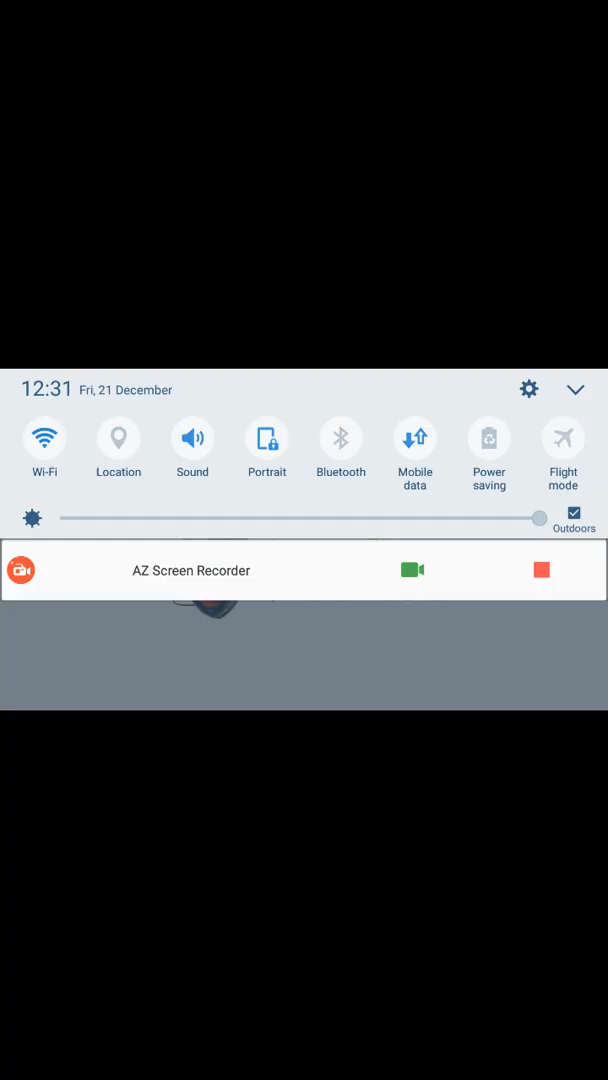 12:31 Fri, 21 December
Wi-Fi Location Sound Portrait Bluetooth Mobile data Power saving Flight mode
Outdoors
AZ Screen Recorder